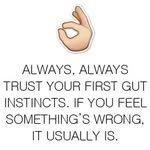 ALWAYS, ALWAYS
TRUST YOUR FIRST GUT
INSTINCTS. IF YOU FEEL
SOMETHING'S WRONG,
IT USUALLY IS.